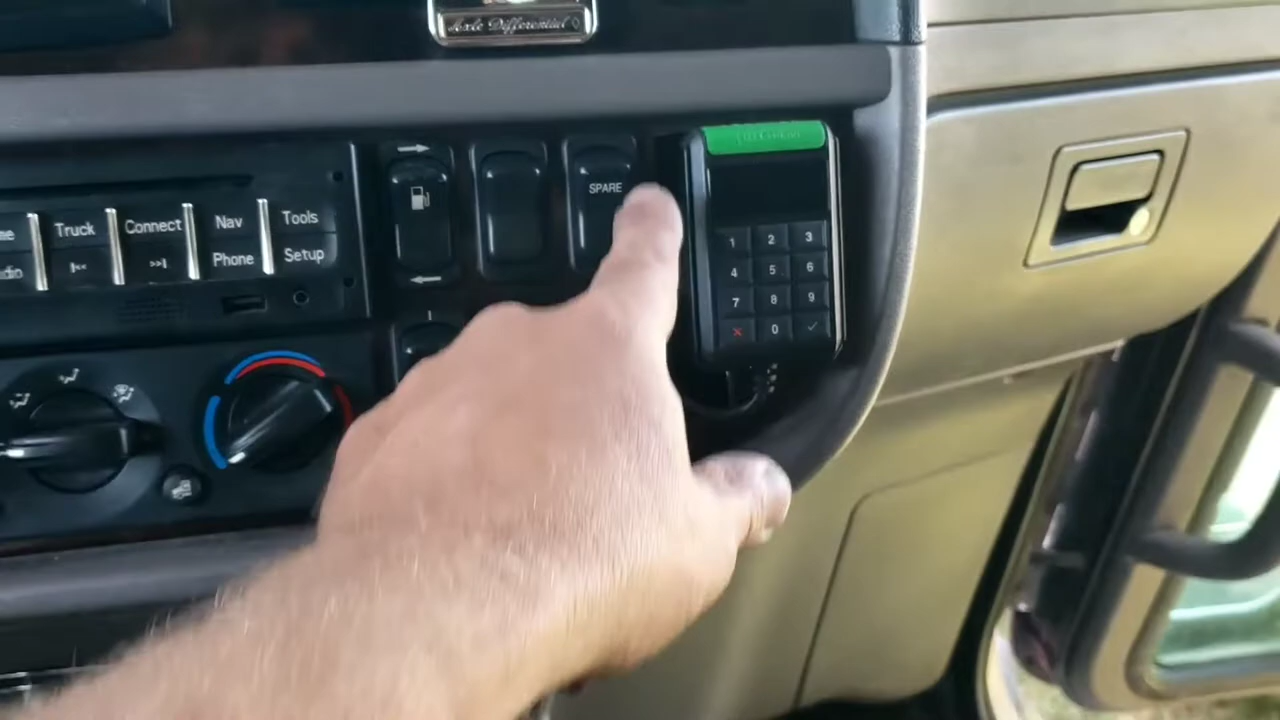 Axle Differential
SPARE
Truck
Connect
Nav
Tools
Phone
Setup
1 2 3
4 5 6
7 8 9
0